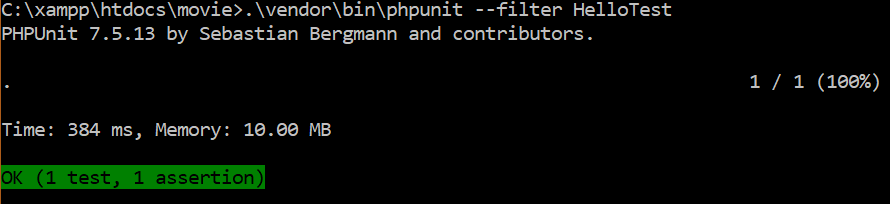 C:\xampp\htdocs\movie>.\vendor\bin\phpunit --filter HelloTest
PHPUnit 7.5.13 by Sebastian Bergmann and contributors.
. 1 / 1 (100%)
Time: 384 ms, Memory: 10.00 MB
OK (1 test, 1 assertion)